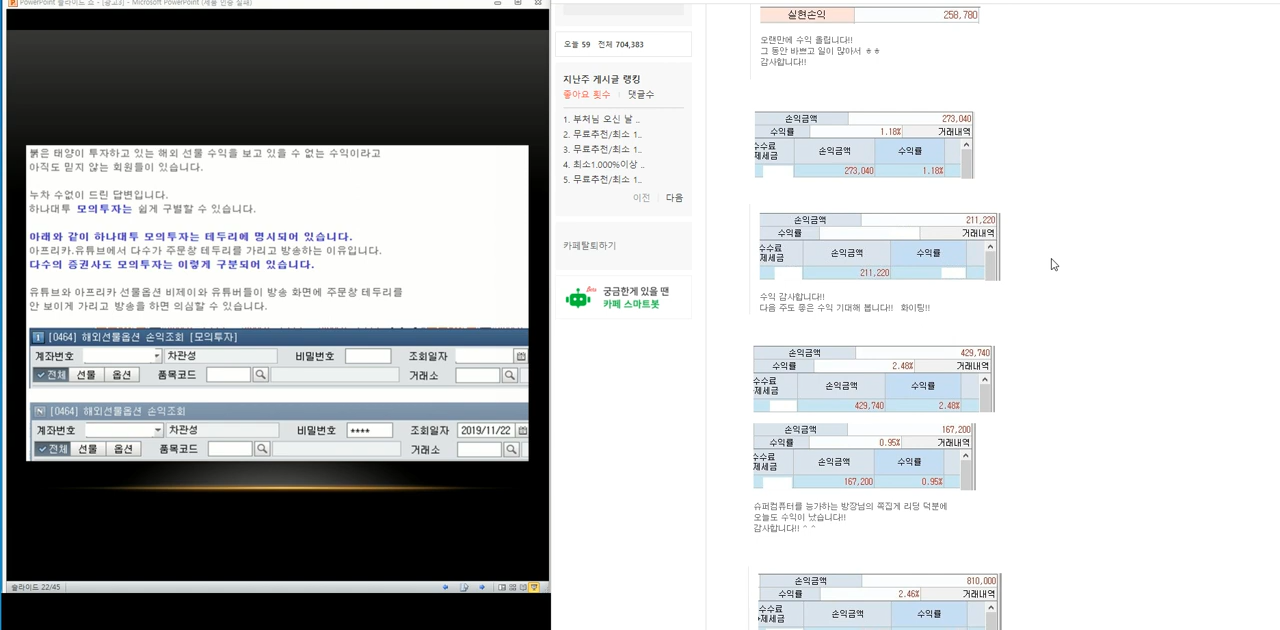 PowerPoint 슬라이드 쇼 - [광고3] - Microsoft PowerPoint (제품 인증 실패)
붉은 태양이 투자하고 있는 해외 선물 수익을 보고 있을 수 없는 수익이라고
아직도 믿지 않는 회원들이 있습니다.
누차 수없이 드린 답변입니다.
하나대투 모의투자는 쉽게 구별할 수 있습니다.
아래와 같이 하나대투 모의투자는 테두리에 명시되어 있습니다.
아프리카.유튜브에서 다수가 주문창 테두리를 가리고 방송하는 이유입니다.
다수의 증권사도 모의투자는 이렇게 구분되어 있습니다.
유튜브와 아프리카 선물옵션 비제이와 유튜버들이 방송 화면에 주문창 테두리를
안 보이게 가리고 방송을 하면 의심할 수 있습니다.
[0464] 해외선물옵션 손익조회 [모의투자]
계좌번호 차관성 비밀번호 조회일자
전체 선물 옵션 품목코드 거래소
[0464] 해외선물옵션 손익조회
계좌번호 차관성 비밀번호 **** 조회일자 2019/11/22
전체 선물 옵션 품목코드 거래소
슬라이드 22/45
오늘 59 전체 704,383
지난주 게시글 랭킹
좋아요 횟수 댓글수
1. 부처님 오신 날 ..
2. 무료추천/최소 1..
3. 무료추천/최소 1..
4. 최소1.000%이상 ..
5. 무료추천/최소 1..
이전 다음
카페탈퇴하기
궁금한게 있을 땐
카페 스마트봇
실현손익 258,780
오랜만에 수익 올립니다!!
그 동안 바쁘고 일이 많아서 ㅎㅎ
감사합니다!!
손익금액 273,040
수익률 1.18% 거래내역
수수료 손익금액 수익률
제세금
273,040 1.18%
손익금액 211,220
수익률 거래내역
수수료 손익금액 수익률
제세금
211,220
수익 감사합니다!!
다음 주도 좋은 수익 기대해 봅니다!! 화이팅!!
손익금액 429,740
수익률 2.48% 거래내역
수수료 손익금액 수익률
제세금
429,740 2.48%
손익금액 167,200
수익률 0.95% 거래내역
수수료 손익금액 수익률
제세금
167,200 0.95%
슈퍼컴퓨터를 능가하는 방장님의 쪽집게 리딩 덕분에
오늘도 수익이 났습니다!!
감사합니다!! ^ ^
손익금액 810,000
수익률 2.46% 거래내역
수수료 손익금액 수익률
제세금